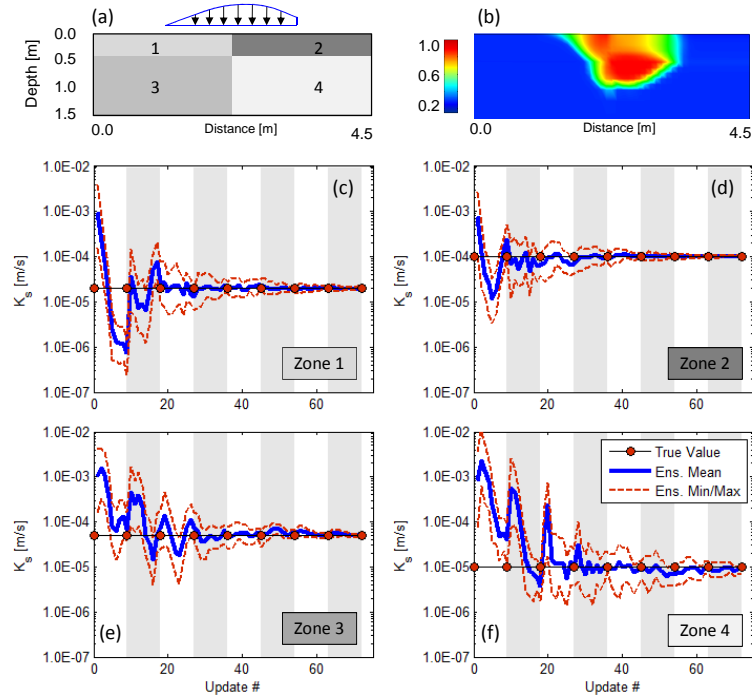 (a)
(b)
Depth [m]
0.0
0.5
1.0
1.5
1
2
3
4
0.0
Distance [m]
4.5
1.0
0.8
0.6
0.4
0.2
0.0
Distance [m]
4.5
(c)
K_s [m/s]
1.0E-02
1.0E-03
1.0E-04
1.0E-05
1.0E-06
1.0E-07
Zone 1
0 20 40 60
(d)
K_s [m/s]
1.0E-02
1.0E-03
1.0E-04
1.0E-05
1.0E-06
1.0E-07
Zone 2
0 20 40 60
K_s [m/s]
1.0E-02
1.0E-03
1.0E-04
1.0E-05
1.0E-06
1.0E-07
(e)
Zone 3
0 20 40 60
Update #
K_s [m/s]
1.0E-02
1.0E-03
1.0E-04
1.0E-05
1.0E-06
1.0E-07
True Value
Ens. Mean
Ens. Min/Max
(f)
Zone 4
0 20 40 60
Update #